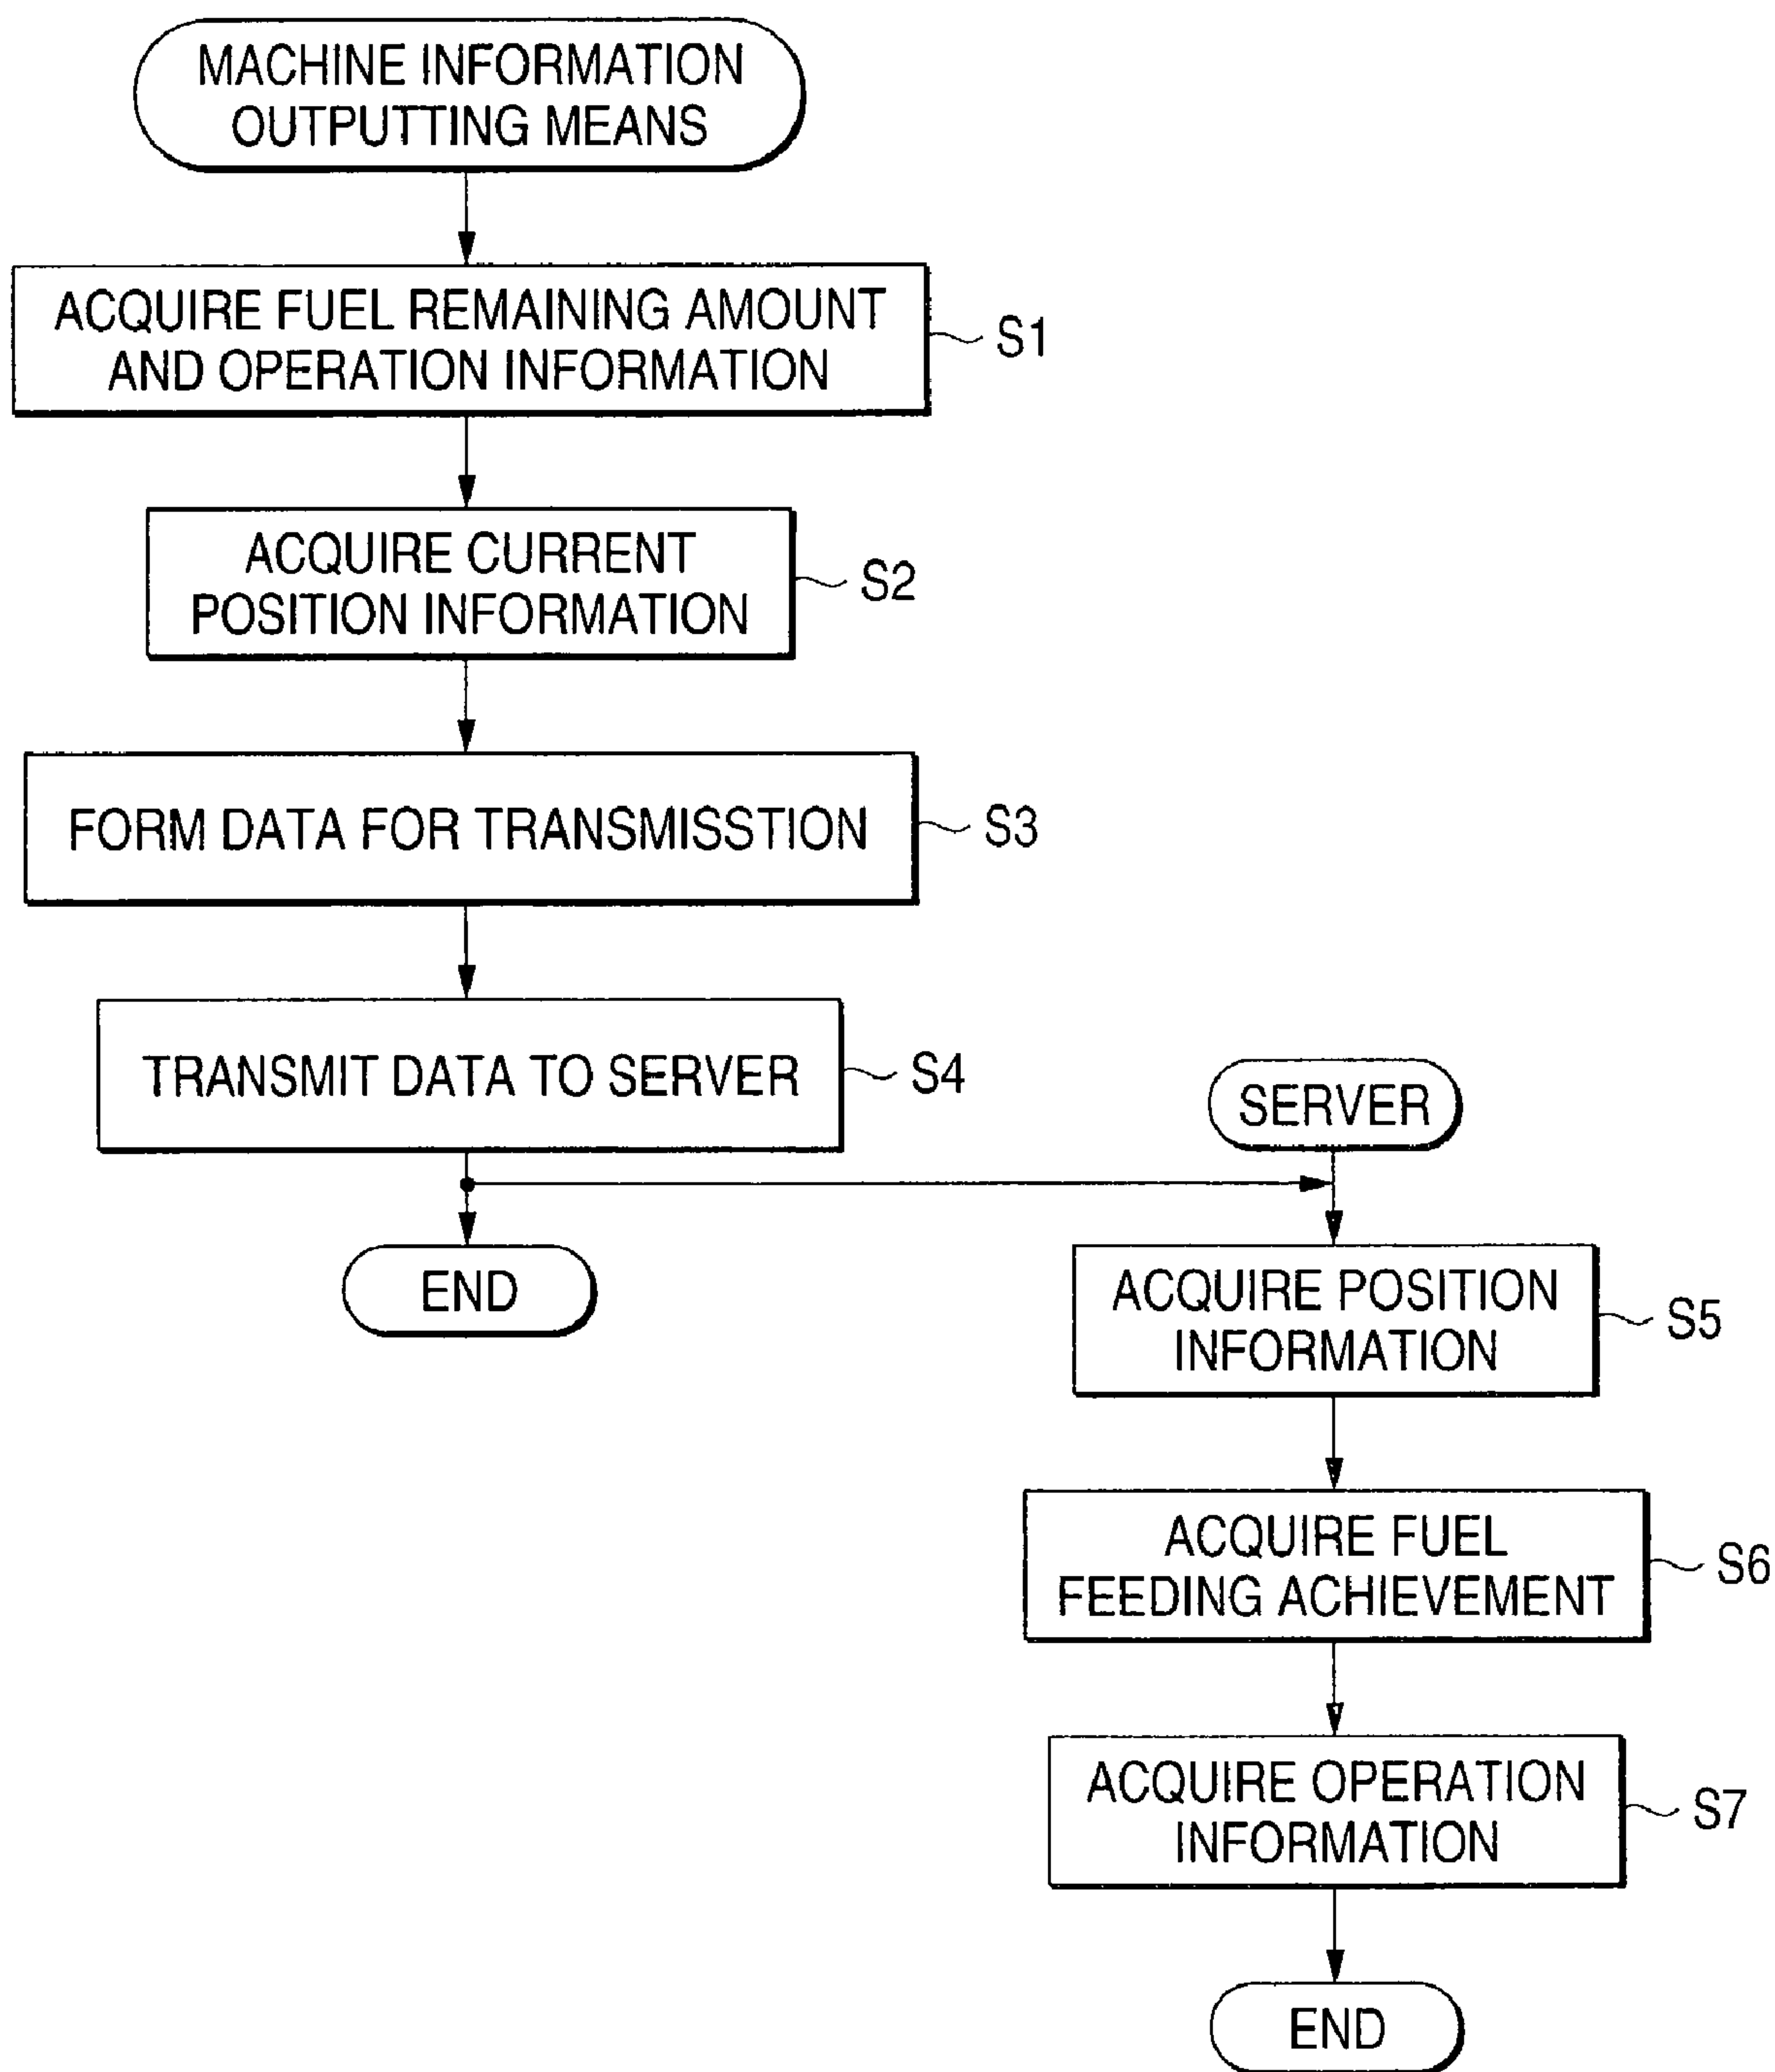 MACHINE INFORMATION
OUTPUTTING MEANS
ACQUIRE FUEL REMAINING AMOUNT
AND OPERATION INFORMATION
S1
ACQUIRE CURRENT
POSITION INFORMATION
S2
FORM DATA FOR TRANSMISSTION
S3
TRANSMIT DATA TO SERVER
S4
END
SERVER
ACQUIRE POSITION
INFORMATION
S5
ACQUIRE FUEL
FEEDING ACHIEVEMENT
S6
ACQUIRE OPERATION
INFORMATION
S7
END